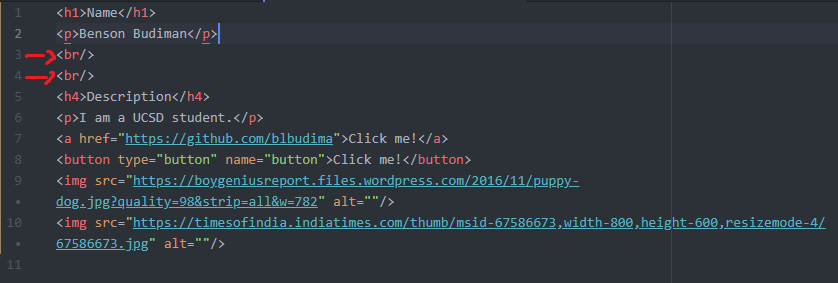 1 <h1>Name</h1>
2 <p>Benson Budiman</p>
3 <br/>
4 <br/>
5 <h4>Description</h4>
6 <p>I am a UCSD student.</p>
7 <a href="https://github.com/blbudima">Click me!</a>
8 <button type="button" name="button">Click me!</button>
9 <img src="https://boygeniusreport.files.wordpress.com/2016/11/puppy-
• dog.jpg?quality=98&strip=all&w=782" alt=""/>
10 <img src="https://timesofindia.indiatimes.com/thumb/msid-67586673,width-800,height-600,resizemode-4/
• 67586673.jpg" alt=""/>
11